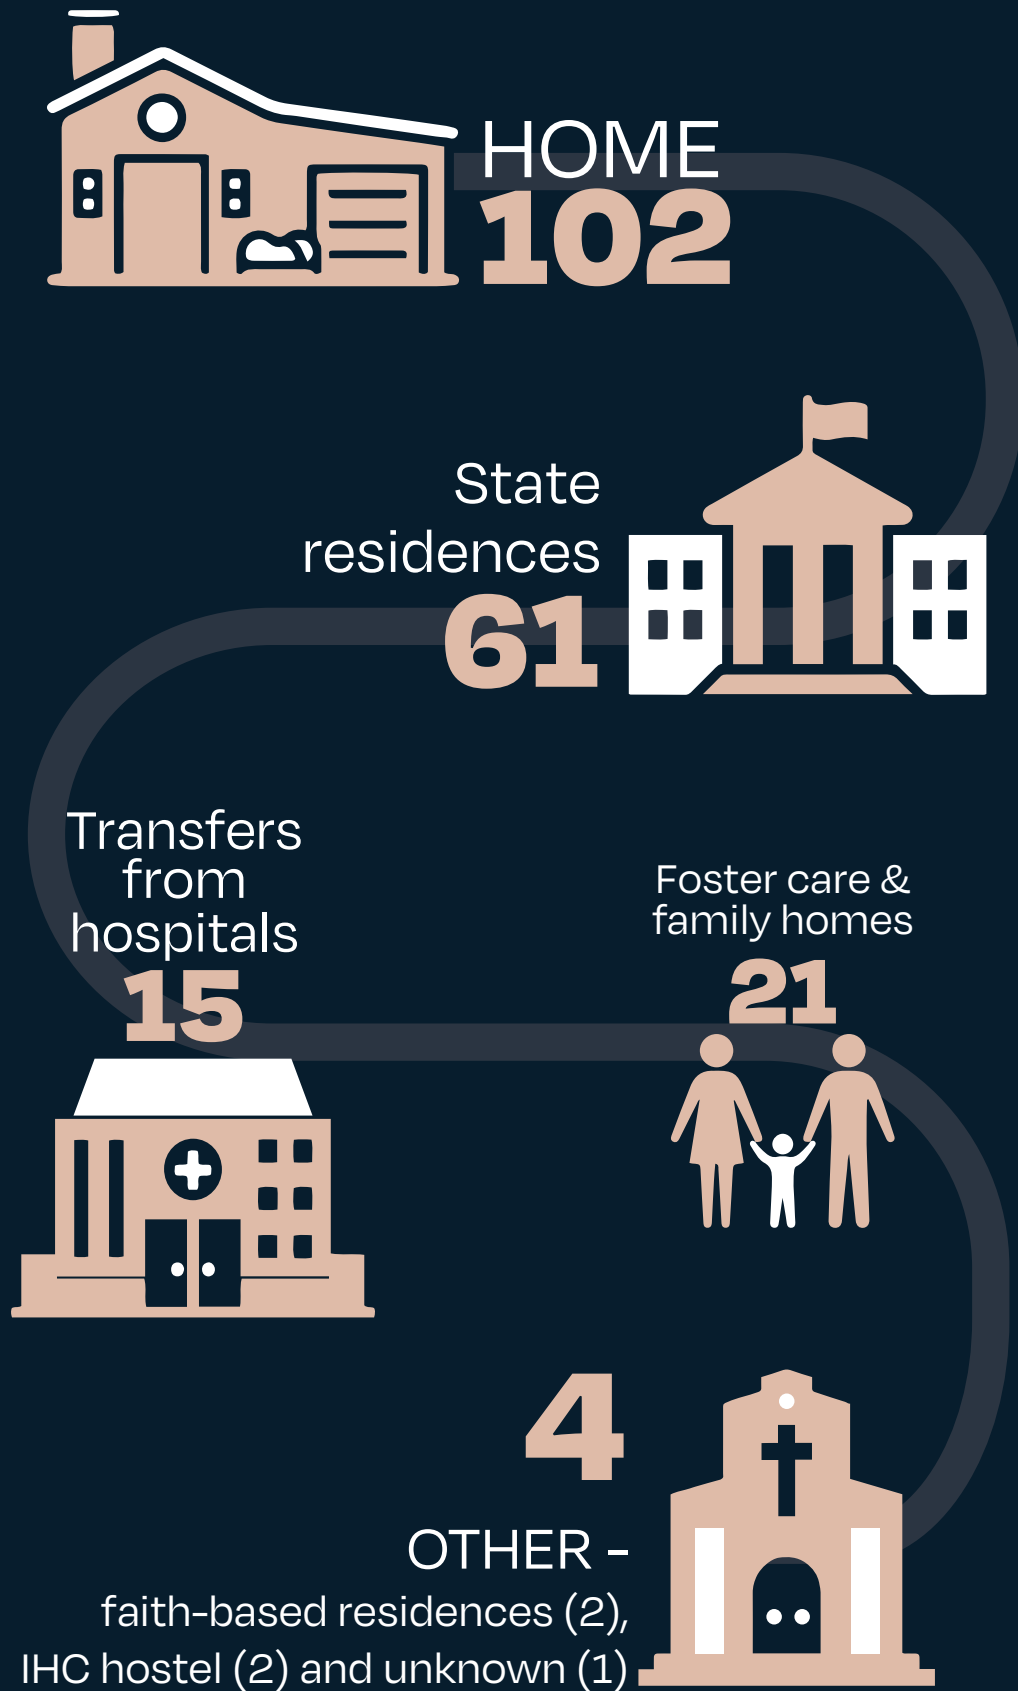 HOME
102
State
residences
61
Transfers
from
hospitals
15
Foster care &
family homes
21
4
OTHER -
faith-based residences (2),
IHC hostel (2) and unknown (1)